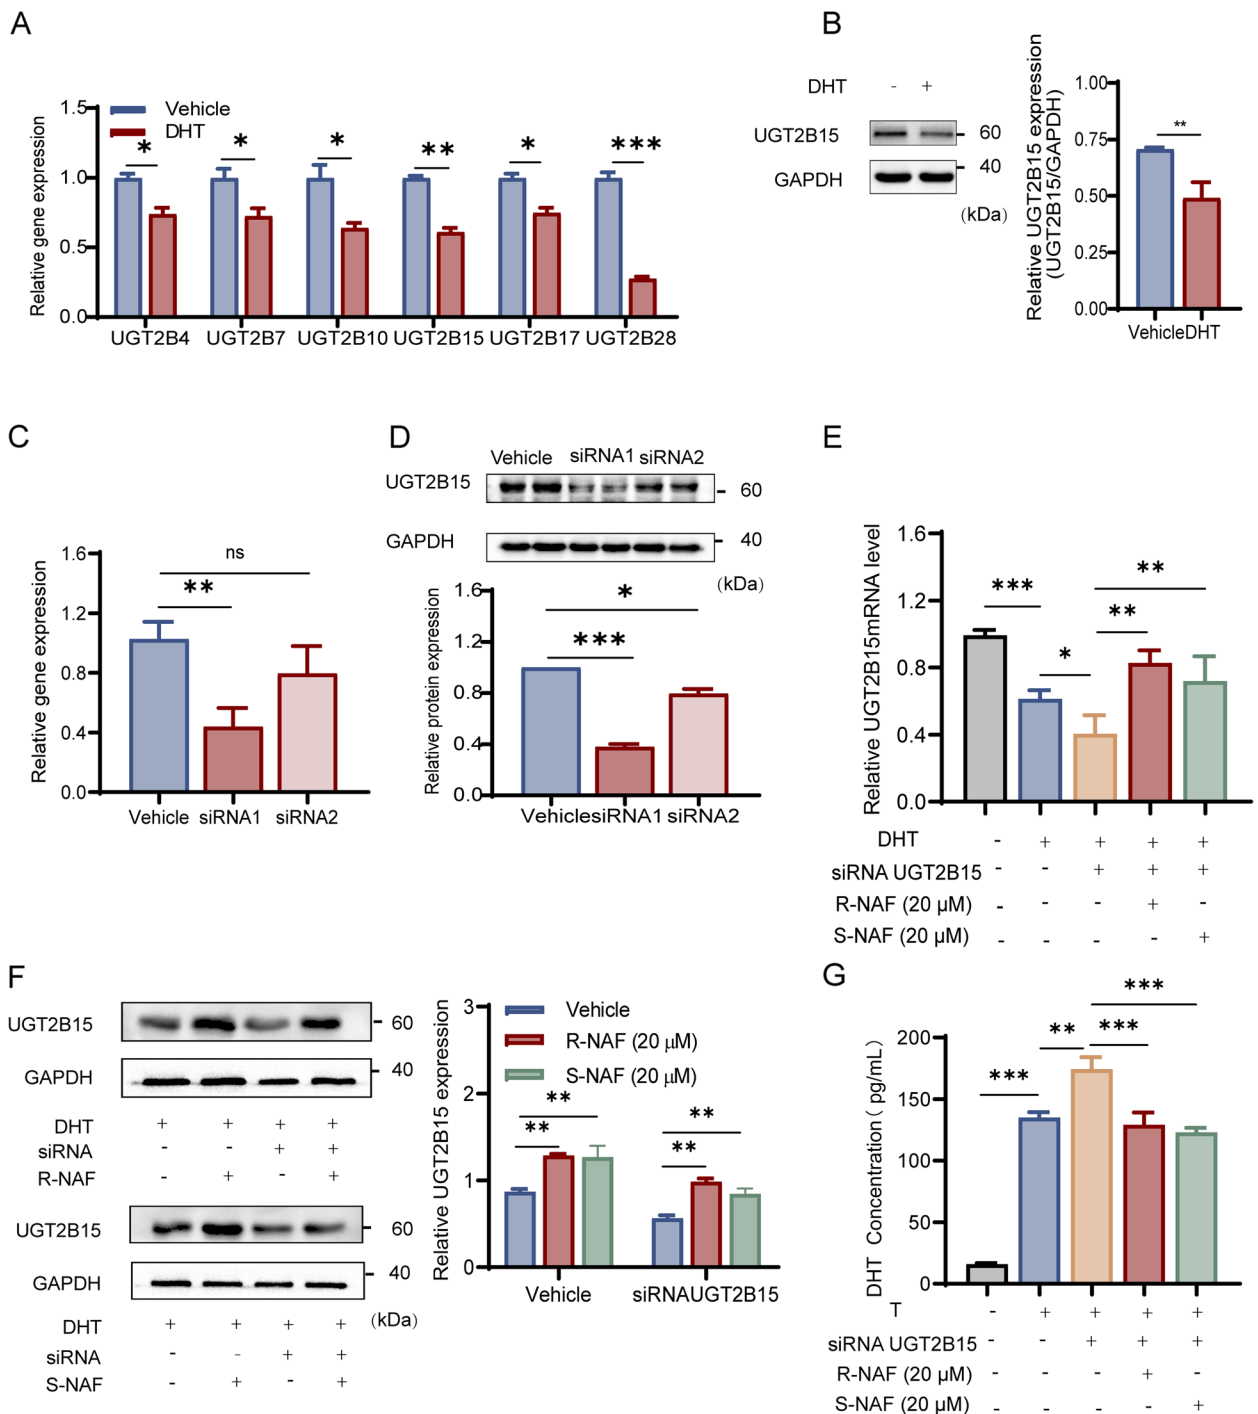 A
Relative gene expression
1.5
1.0
0.5
0.0
Vehicle
DHT
* * * ** * ***
UGT2B4 UGT2B7 UGT2B10 UGT2B15 UGT2B17 UGT2B28
B
DHT - +
UGT2B15 60
GAPDH 40
(kDa)
Relative UGT2B15 expression
(UGT2B15/GAPDH)
1.00
0.75
0.50
0.25
0.00
**
VehicleDHT
C
Relative gene expression
1.6
1.2
0.8
0.4
0.0
ns
**
Vehicle siRNA1 siRNA2
D
Vehicle siRNA1 siRNA2
UGT2B15 60
GAPDH 40
(kDa)
Relative protein expression
1.6
1.2
0.8
0.4
0.0
*
***
VehiclesiRNA1 siRNA2
E
Relative UGT2B15mRNA level
1.6
1.2
0.8
0.4
0.0
*** * ** **
DHT - + + + +
siRNA UGT2B15 - - + + +
R-NAF (20 μM) - - - + -
S-NAF (20 μM) - - - - +
F
UGT2B15 60
GAPDH 40
DHT + + + +
siRNA - - + +
R-NAF - + - +
UGT2B15 60
GAPDH 40
(kDa)
DHT + + + +
siRNA - - + +
S-NAF - + - +
Relative UGT2B15 expression
3
2
1
0
Vehicle
R-NAF (20 μM)
S-NAF (20 μM)
**
**
**
**
Vehicle siRNAUGT2B15
G
DHT Concentration( pg/mL)
200
150
100
50
0
*** ** *** ***
T - + + + +
siRNA UGT2B15 - - + + +
R-NAF (20 μM) - - - + -
S-NAF (20 μM) - - - - +